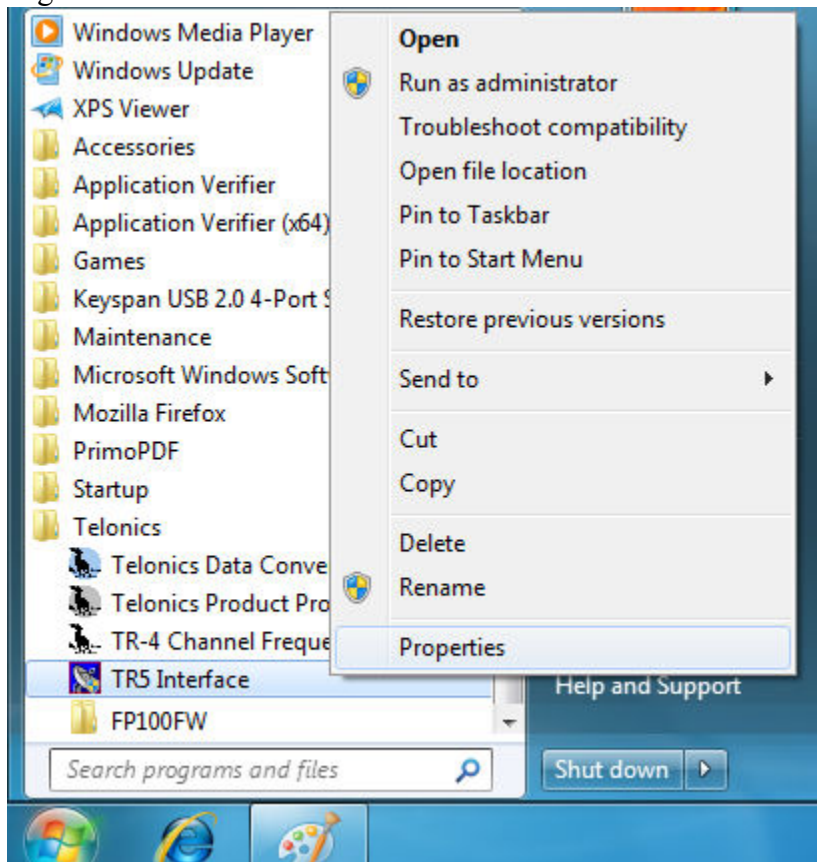 Windows Media Player
Windows Update
XPS Viewer
Accessories
Application Verifier
Application Verifier (x64)
Games
Keyspan USB 2.0 4-Port
Maintenance
Microsoft Windows Soft
Mozilla Firefox
PrimoPDF
Startup
Telonics
Telonics Data Conve
Telonics Product Pro
TR-4 Channel Freque
TR5 Interface
FP100FW
Search programs and files
Open
Run as administrator
Troubleshoot compatibility
Open file location
Pin to Taskbar
Pin to Start Menu
Restore previous versions
Send to
Cut
Copy
Delete
Rename
Properties
Help and Support
Shut down